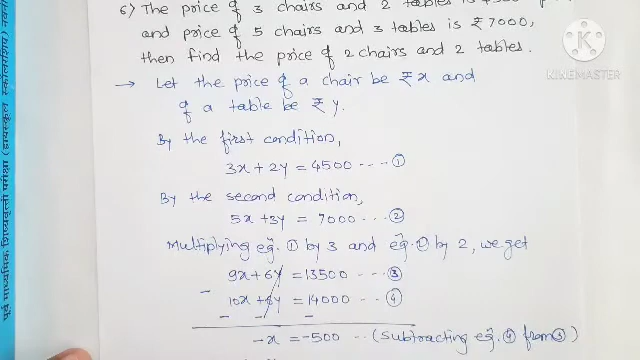 6) The price of 3 chairs and 2 tables is ₹4500
and price of 5 chairs and 3 tables is ₹7000,
then find the price of 2 chairs and 2 tables.
→ Let the price of a chair be ₹x and
of a table be ₹y.
By the first condition,
3x + 2y = 4500 ---- ①
By the second condition,
5x + 3y = 7000 --- ②
Multiplying eqⁿ. ① by 3 and eqⁿ. ② by 2, we get
9x + 6y = 13500 --- ③
- 10x + 6y = 14000 --- ④
- - -
-x = -500 -- (Subtracting eqⁿ. ④ from ③)
KINEMASTER